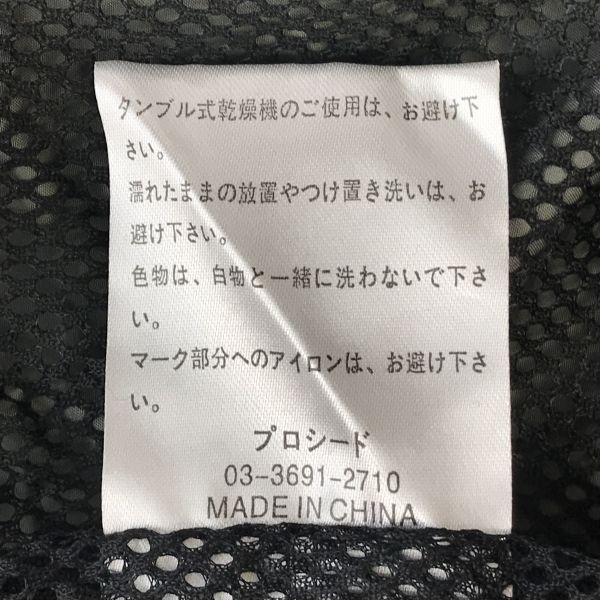 タンブル式乾燥機のご使用は、お避け下
さい。
濡れたままの放置やつけ置き洗いは、お
避け下さい。
色物は、白物と一緒に洗わないで下さ
い。
マーク部分へのアイロンは、お避け下さ
い。
プロシード
03-3691-2710
MADE IN CHINA